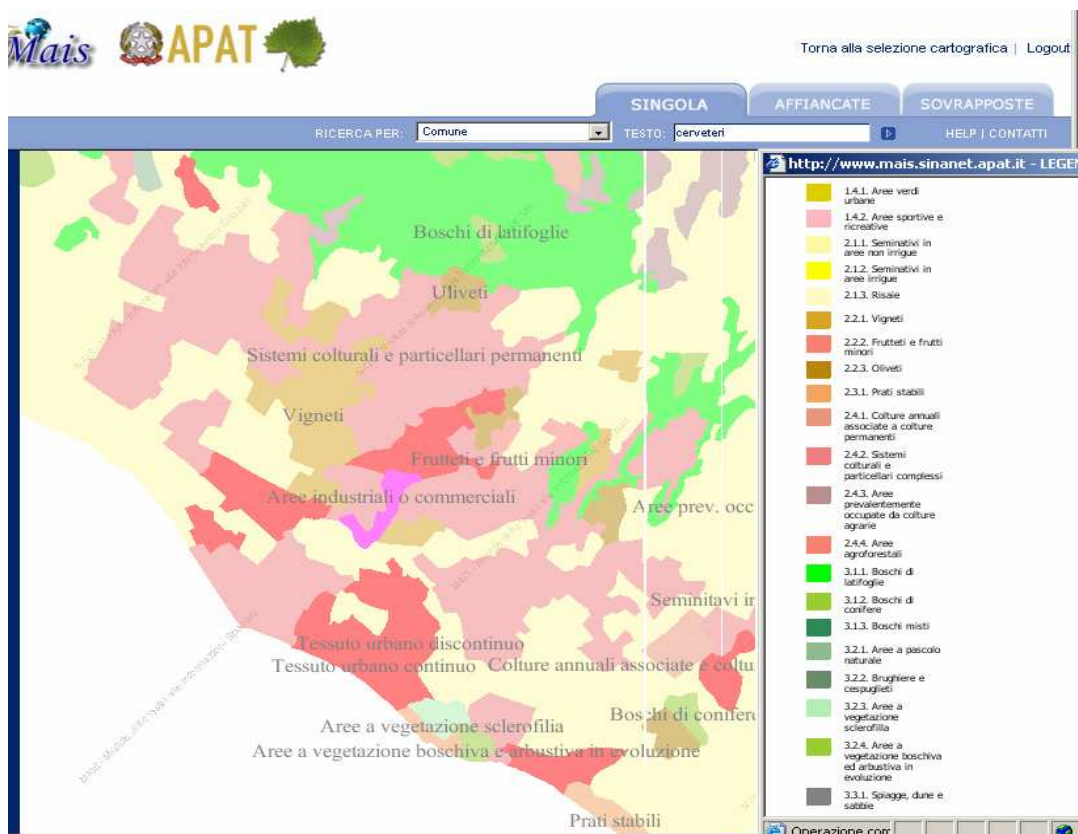 Mais
APAT
Torna alla selezione cartografica | Logout
SINGOLA
AFFIANCATE
SOVRAPPOSTE
RICERCA PER: Comune
TESTO: cerveteri
HELP | CONTATTI
Boschi di latifoglie
Uliveti
Sistemi colturali e particellari permanenti
Vigneti
Frutteti e frutti minori
Aree industriali o commerciali
Aree prev. occ
Seminitavi ir
Tessuto urbano discontinuo
Tessuto urbano continuo
Colture annuali associate e coltu
Aree a vegetazione sclerofilia
Boschi di conifere
Aree a vegetazione boschiva e arbustiva in evoluzione
Prati stabili
http://www.mais.sinanet.apat.it - LEGEN
1.4.1. Aree verdi
urbane
1.4.2. Aree sportive e
ricreative
2.1.1. Seminativi in
aree non irrigue
2.1.2. Seminativi in
aree irrigue
2.1.3. Risaie
2.2.1. Vigneti
2.2.2. Frutteti e frutti
minori
2.2.3. Oliveti
2.3.1. Prati stabili
2.4.1. Colture annuali
associate a colture
permanenti
2.4.2. Sistemi
colturali e
particellari complessi
2.4.3. Aree
prevalentemente
occupate da colture
agrarie
2.4.4. Aree
agroforestali
3.1.1. Boschi di
latifoglie
3.1.2. Boschi di
conifere
3.1.3. Boschi misti
3.2.1. Aree a pascolo
naturale
3.2.2. Brughiere e
cespuglieti
3.2.3. Aree a
vegetazione
sclerofilla
3.2.4. Aree a
vegetazione boschiva
ed arbustiva in
evoluzione
3.3.1. Spiagge, dune e
sabbie
Operazione com